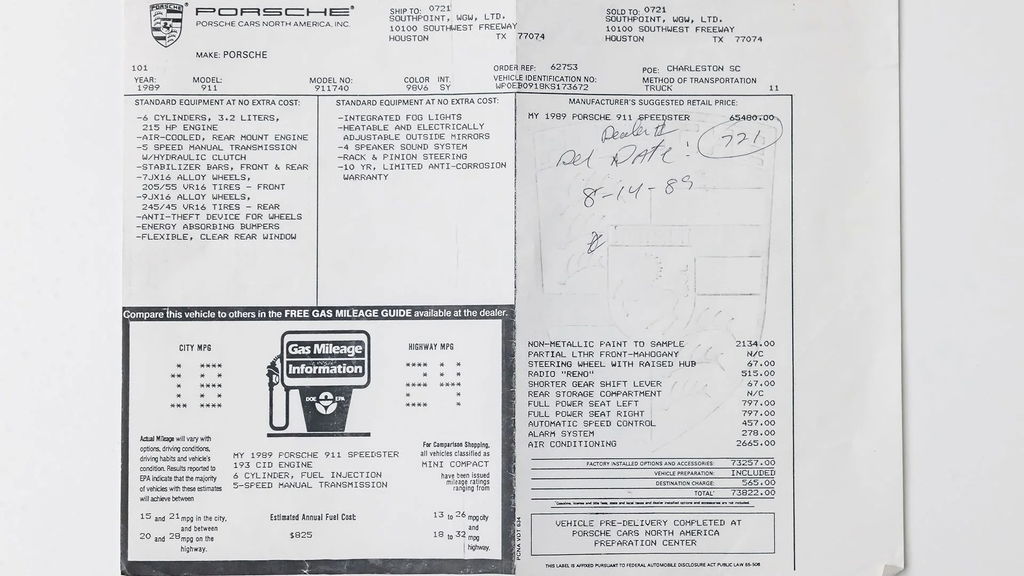 PORSCHE
PORSCHE CARS NORTH AMERICA, INC.
SHIP TO: 0721
SOUTHPOINT, WGW, LTD.
10100 SOUTHWEST FREEWAY
HOUSTON TX 77074
SOLD TO: 0721
SOUTHPOINT, WGW, LTD.
10100 SOUTHWEST FREEWAY
HOUSTON TX 77074
MAKE: PORSCHE
101
ORDER REF: 62753
POE: CHARLESTON SC
YEAR: MODEL: MODEL NO: COLOR INT. VEHICLE IDENTIFICATION NO: METHOD OF TRANSPORTATION
1989 911 911740 98V6 SY WP0EB0918KS173672 TRUCK 11
STANDARD EQUIPMENT AT NO EXTRA COST:
-6 CYLINDERS, 3.2 LITERS,
215 HP ENGINE
-AIR-COOLED, REAR MOUNT ENGINE
-5 SPEED MANUAL TRANSMISSION
W/HYDRAULIC CLUTCH
-STABILIZER BARS, FRONT & REAR
-7JX16 ALLOY WHEELS,
205/55 VR16 TIRES - FRONT
-9JX16 ALLOY WHEELS,
245/45 VR16 TIRES - REAR
-ANTI-THEFT DEVICE FOR WHEELS
-ENERGY ABSORBING BUMPERS
-FLEXIBLE, CLEAR REAR WINDOW
STANDARD EQUIPMENT AT NO EXTRA COST:
-INTEGRATED FOG LIGHTS
-HEATABLE AND ELECTRICALLY
ADJUSTABLE OUTSIDE MIRRORS
-4 SPEAKER SOUND SYSTEM
-RACK & PINION STEERING
-10 YR. LIMITED ANTI-CORROSION
WARRANTY
MANUFACTURER'S SUGGESTED RETAIL PRICE:
MY 1989 PORSCHE 911 SPEEDSTER 65480.00
Dealer #
721
Del Date:
8-14-89
NON-METALLIC PAINT TO SAMPLE 2134.00
PARTIAL LTHR FRONT-MAHOGANY N/C
STEERING WHEEL WITH RAISED HUB 67.00
RADIO "RENO" 515.00
SHORTER GEAR SHIFT LEVER 67.00
REAR STORAGE COMPARTMENT N/C
FULL POWER SEAT LEFT 797.00
FULL POWER SEAT RIGHT 797.00
AUTOMATIC SPEED CONTROL 457.00
ALARM SYSTEM 278.00
AIR CONDITIONING 2665.00
FACTORY INSTALLED OPTIONS AND ACCESSORIES: 73257.00
VEHICLE PREPARATION: INCLUDED
DESTINATION CHARGE: 565.00
TOTAL* 73822.00
VEHICLE PRE-DELIVERY COMPLETED AT
PORSCHE CARS NORTH AMERICA
PREPARATION CENTER
THIS LABEL IS AFFIXED PURSUANT TO FEDERAL AUTOMOBILE DISCLOSURE ACT PUBLIC LAW 85-506
Compare this vehicle to others in the FREE GAS MILEAGE GUIDE available at the dealer.
CITY MPG
Gas Mileage
Information
DOE EPA
HIGHWAY MPG
Actual Mileage will vary with
options, driving conditions,
driving habits and vehicle's
condition. Results reported to
EPA indicate that the majority
of vehicles with these estimates
will achieve between
15 and 21 mpg in the city,
and between
20 and 28 mpg on the
highway.
MY 1989 PORSCHE 911 SPEEDSTER
193 CID ENGINE
6 CYLINDER, FUEL INJECTION
5-SPEED MANUAL TRANSMISSION
Estimated Annual Fuel Cost:
$825
For Comparison Shopping,
all vehicles classified as
MINI COMPACT
have been issued
mileage ratings
ranging from
13 to 26 mpg city
and
18 to 32 mpg
highway.